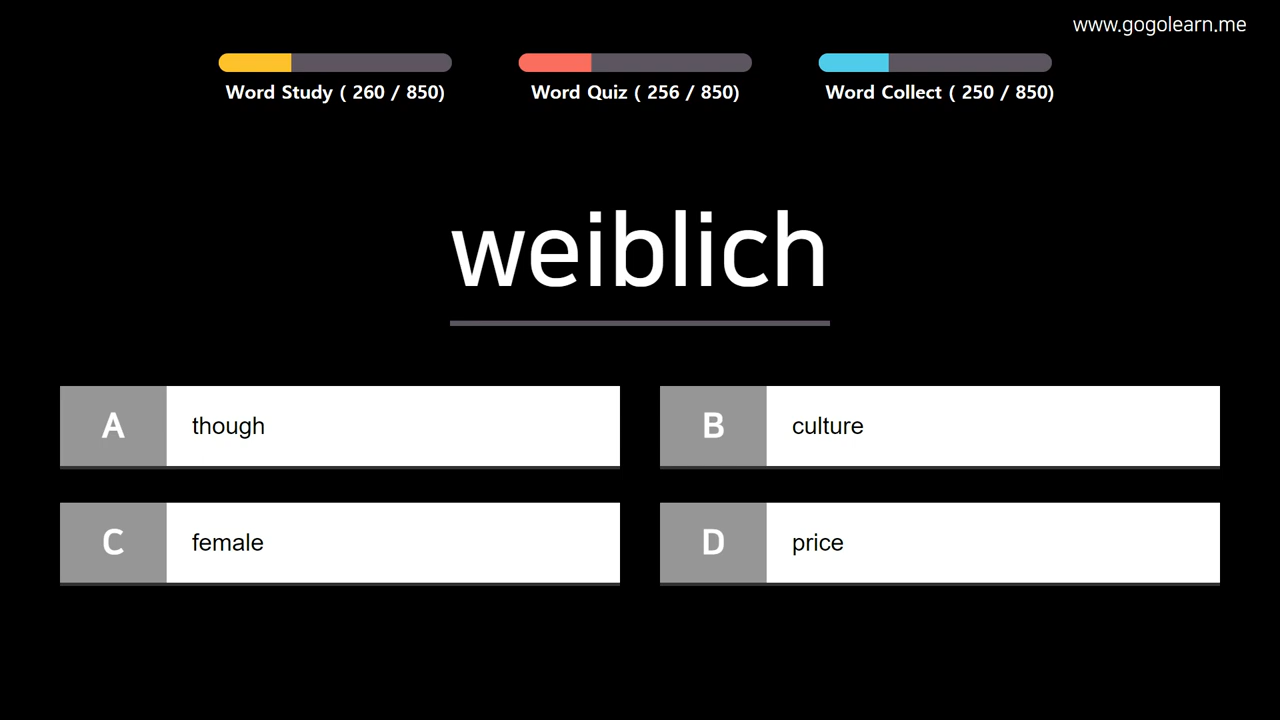 www.gogolearn.me
Word Study ( 260 / 850)
Word Quiz ( 256 / 850)
Word Collect ( 250 / 850)
weiblich
A though
B culture
C female
D price